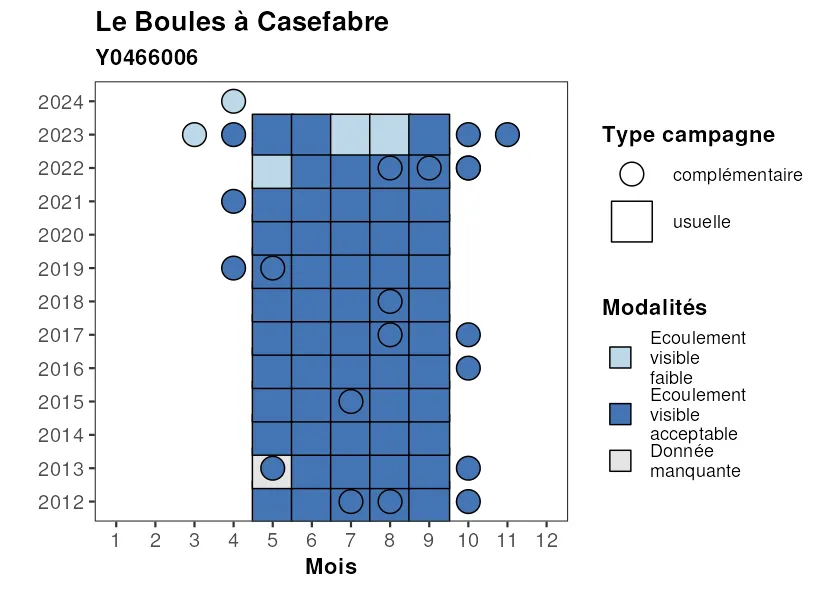 Le Boules à Casefabre
Y0466006
2024
2023
2022
2021
2020
2019
2018
2017
2016
2015
2014
2013
2012
1 2 3 4 5 6 7 8 9 10 11 12
Mois
Type campagne
complémentaire
usuelle
Modalités
Ecoulement
visible
faible
Ecoulement
visible
acceptable
Donnée
manquante